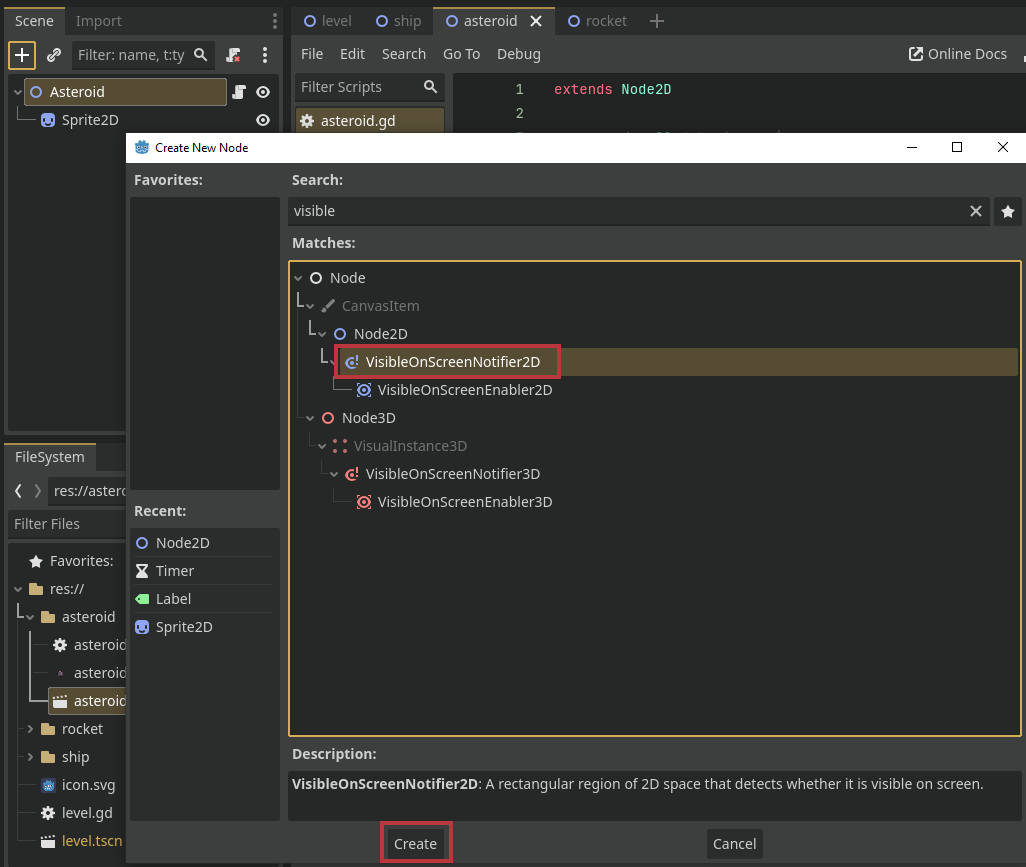 Scene Import
level ship asteroid rocket
Filter: name, t:ty
File Edit Search Go To Debug Online Docs
Filter Scripts
1 extends Node2D
2
Asteroid
asteroid.gd
Sprite2D
Create New Node
Favorites:
Search:
visible
Matches:
Node
CanvasItem
Node2D
VisibleOnScreenNotifier2D
VisibleOnScreenEnabler2D
Node3D
VisualInstance3D
VisibleOnScreenNotifier3D
VisibleOnScreenEnabler3D
Recent:
Node2D
Timer
Label
Sprite2D
Description:
VisibleOnScreenNotifier2D: A rectangular region of 2D space that detects whether it is visible on screen.
Create Cancel
FileSystem
res://astero
Filter Files
Favorites:
res://
asteroid
asteroid
asteroid
asteroid
rocket
ship
icon.svg
level.gd
level.tscn